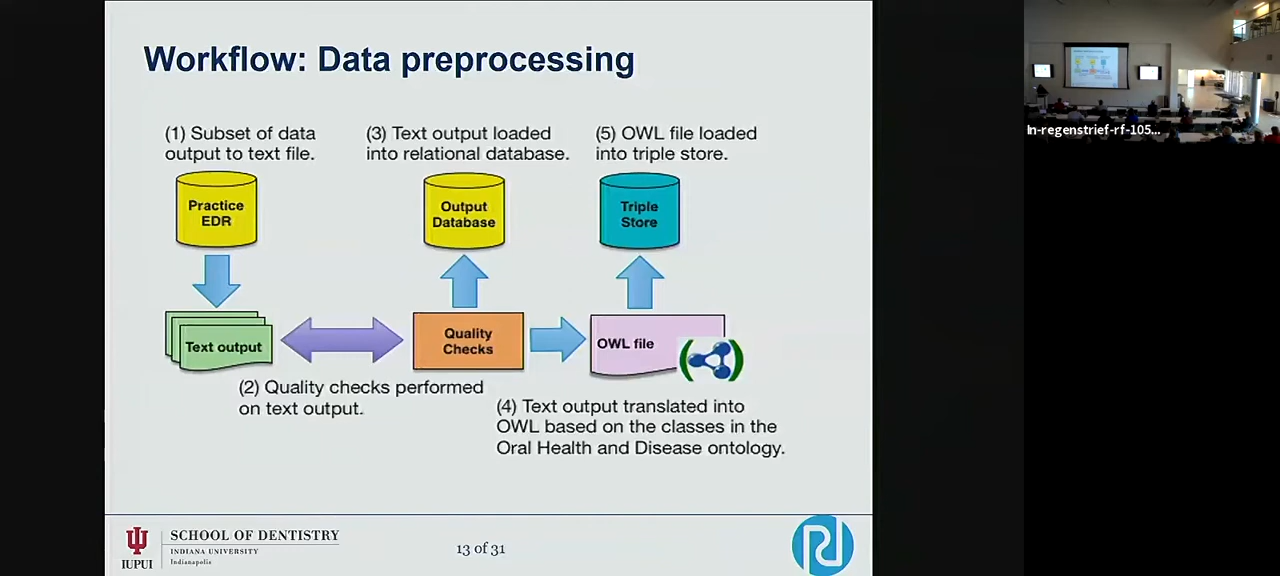 Workflow: Data preprocessing
(1) Subset of data
output to text file.
(3) Text output loaded
into relational database.
(5) OWL file loaded
into triple store.
Practice
EDR
Output
Database
Triple
Store
Text output
Quality
Checks
OWL file
(2) Quality checks performed
on text output.
(4) Text output translated into
OWL based on the classes in the
Oral Health and Disease ontology.
IUPUI
SCHOOL OF DENTISTRY
INDIANA UNIVERSITY
Indianapolis
13 of 31
In-regenstrief-rf-105...